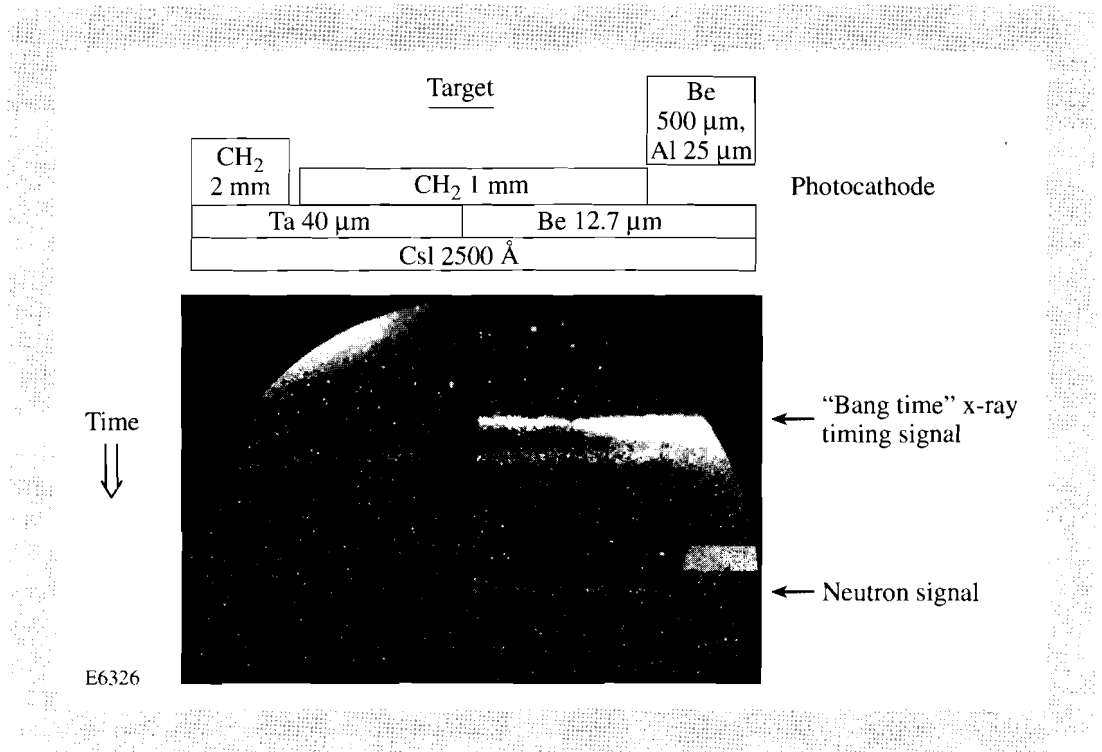 Target
Be
500 μm,
Al 25 μm
CH₂
2 mm
CH₂ 1 mm
Photocathode
Ta 40 μm
Be 12.7 μm
Csl 2500 Å
Time
"Bang time" x-ray
timing signal
Neutron signal
E6326